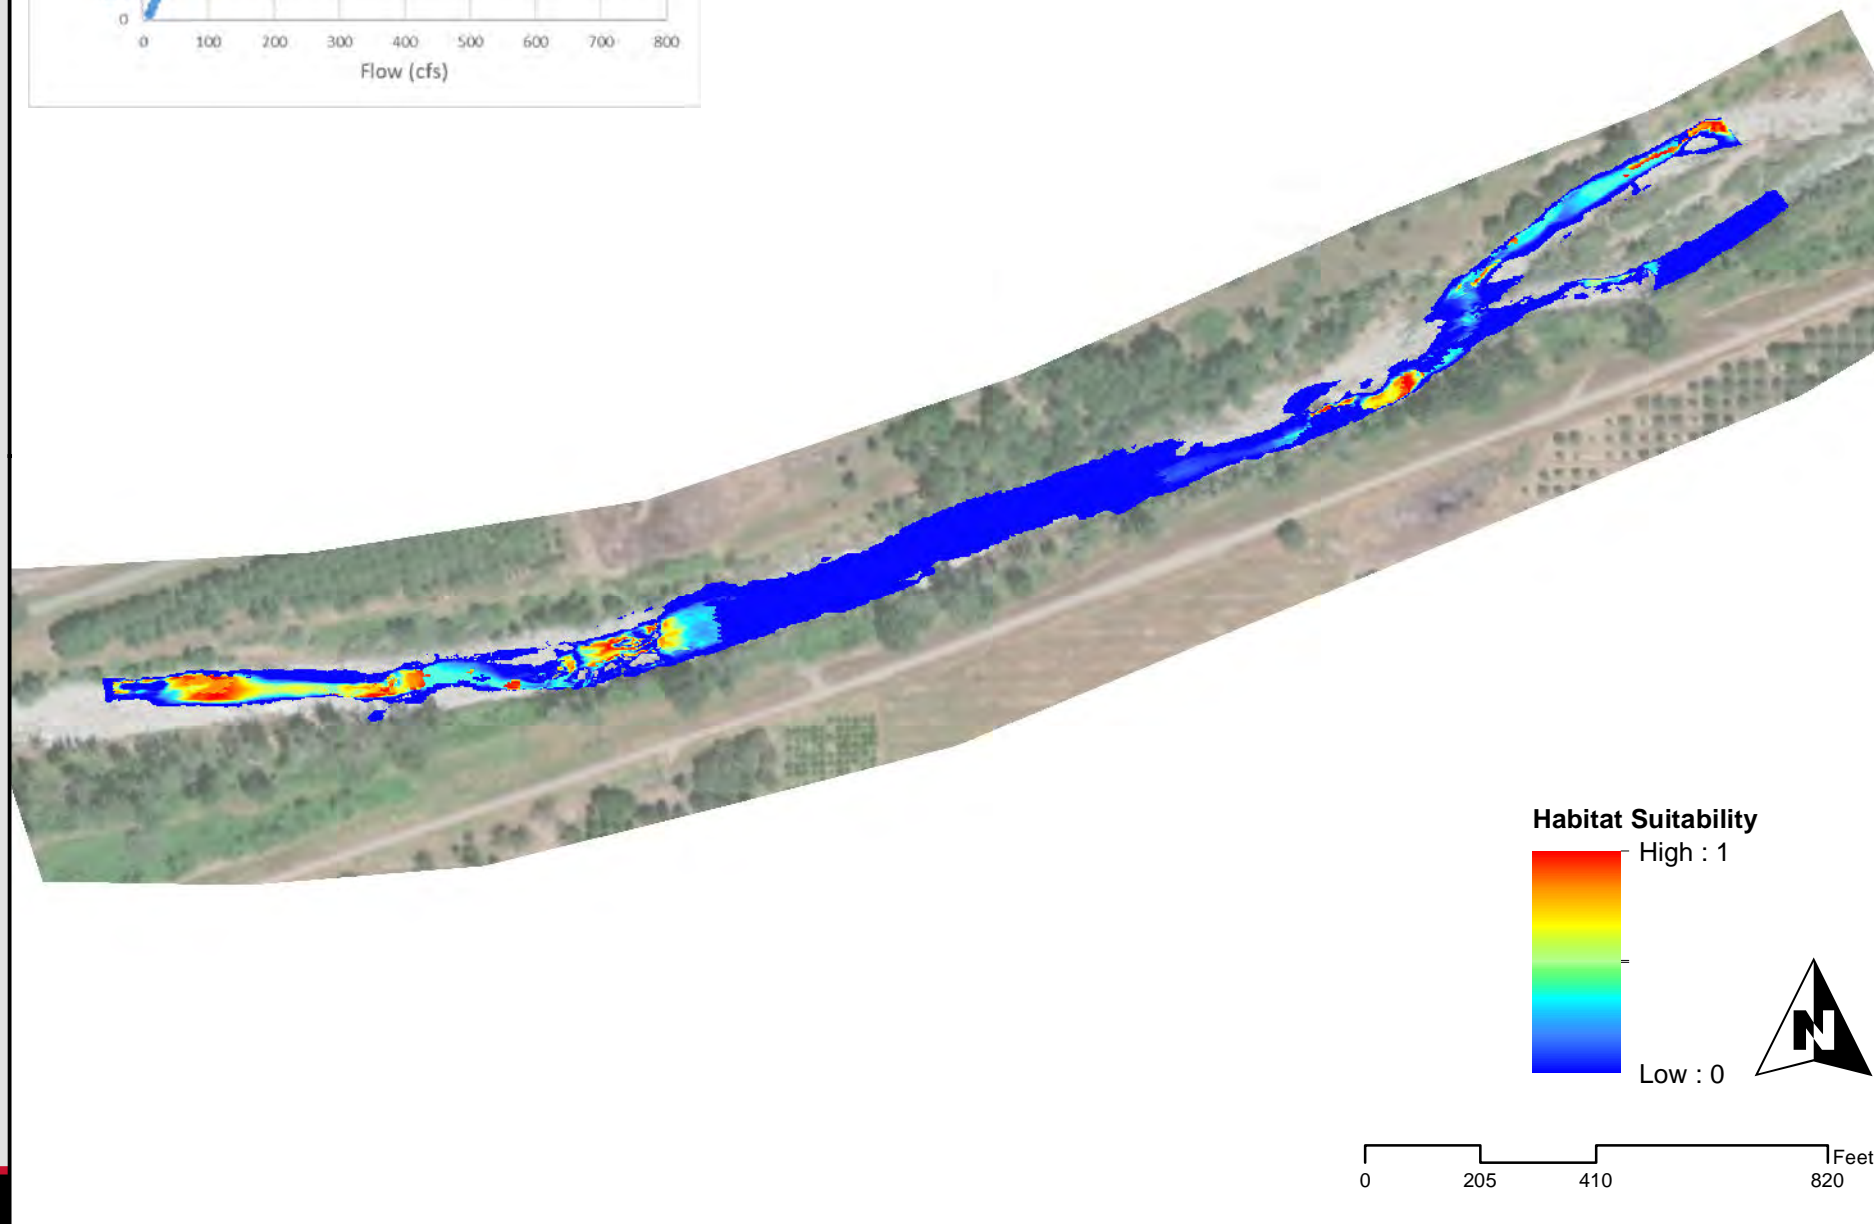 0
0 100 200 300 400 500 600 700 800
Flow (cfs)
Habitat Suitability
High : 1
Low : 0
N
Feet
0 205 410 820